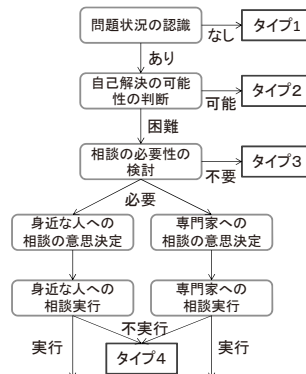 問題状況の認識
なし
タイプ1
あり
自己解決の可能
性の判断
可能
タイプ2
困難
相談の必要性の
検討
不要
タイプ3
必要
身近な人への
相談の意思決定
専門家への
相談の意思決定
身近な人への
相談実行
専門家への
相談実行
不実行
実行
タイプ4
実行